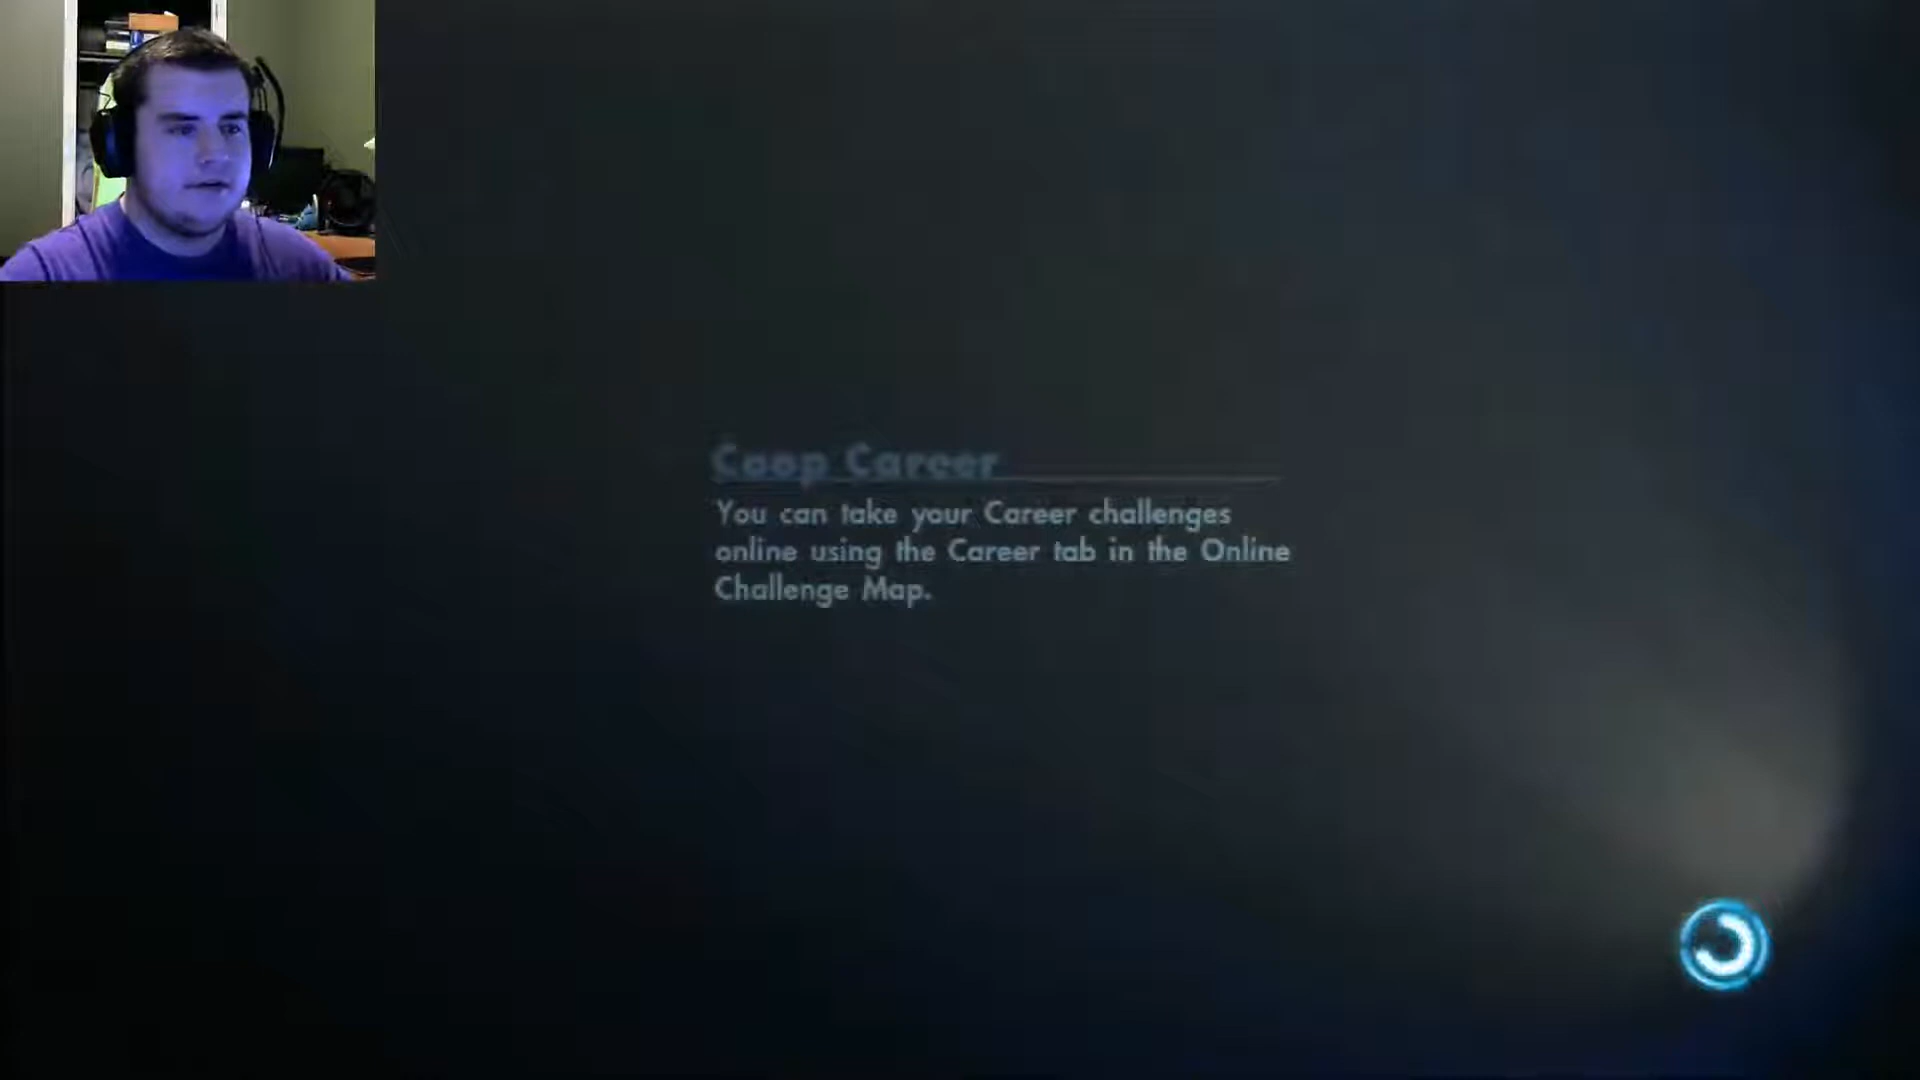 Coop Career
You can take your Career challenges
online using the Career tab in the Online
Challenge Map.